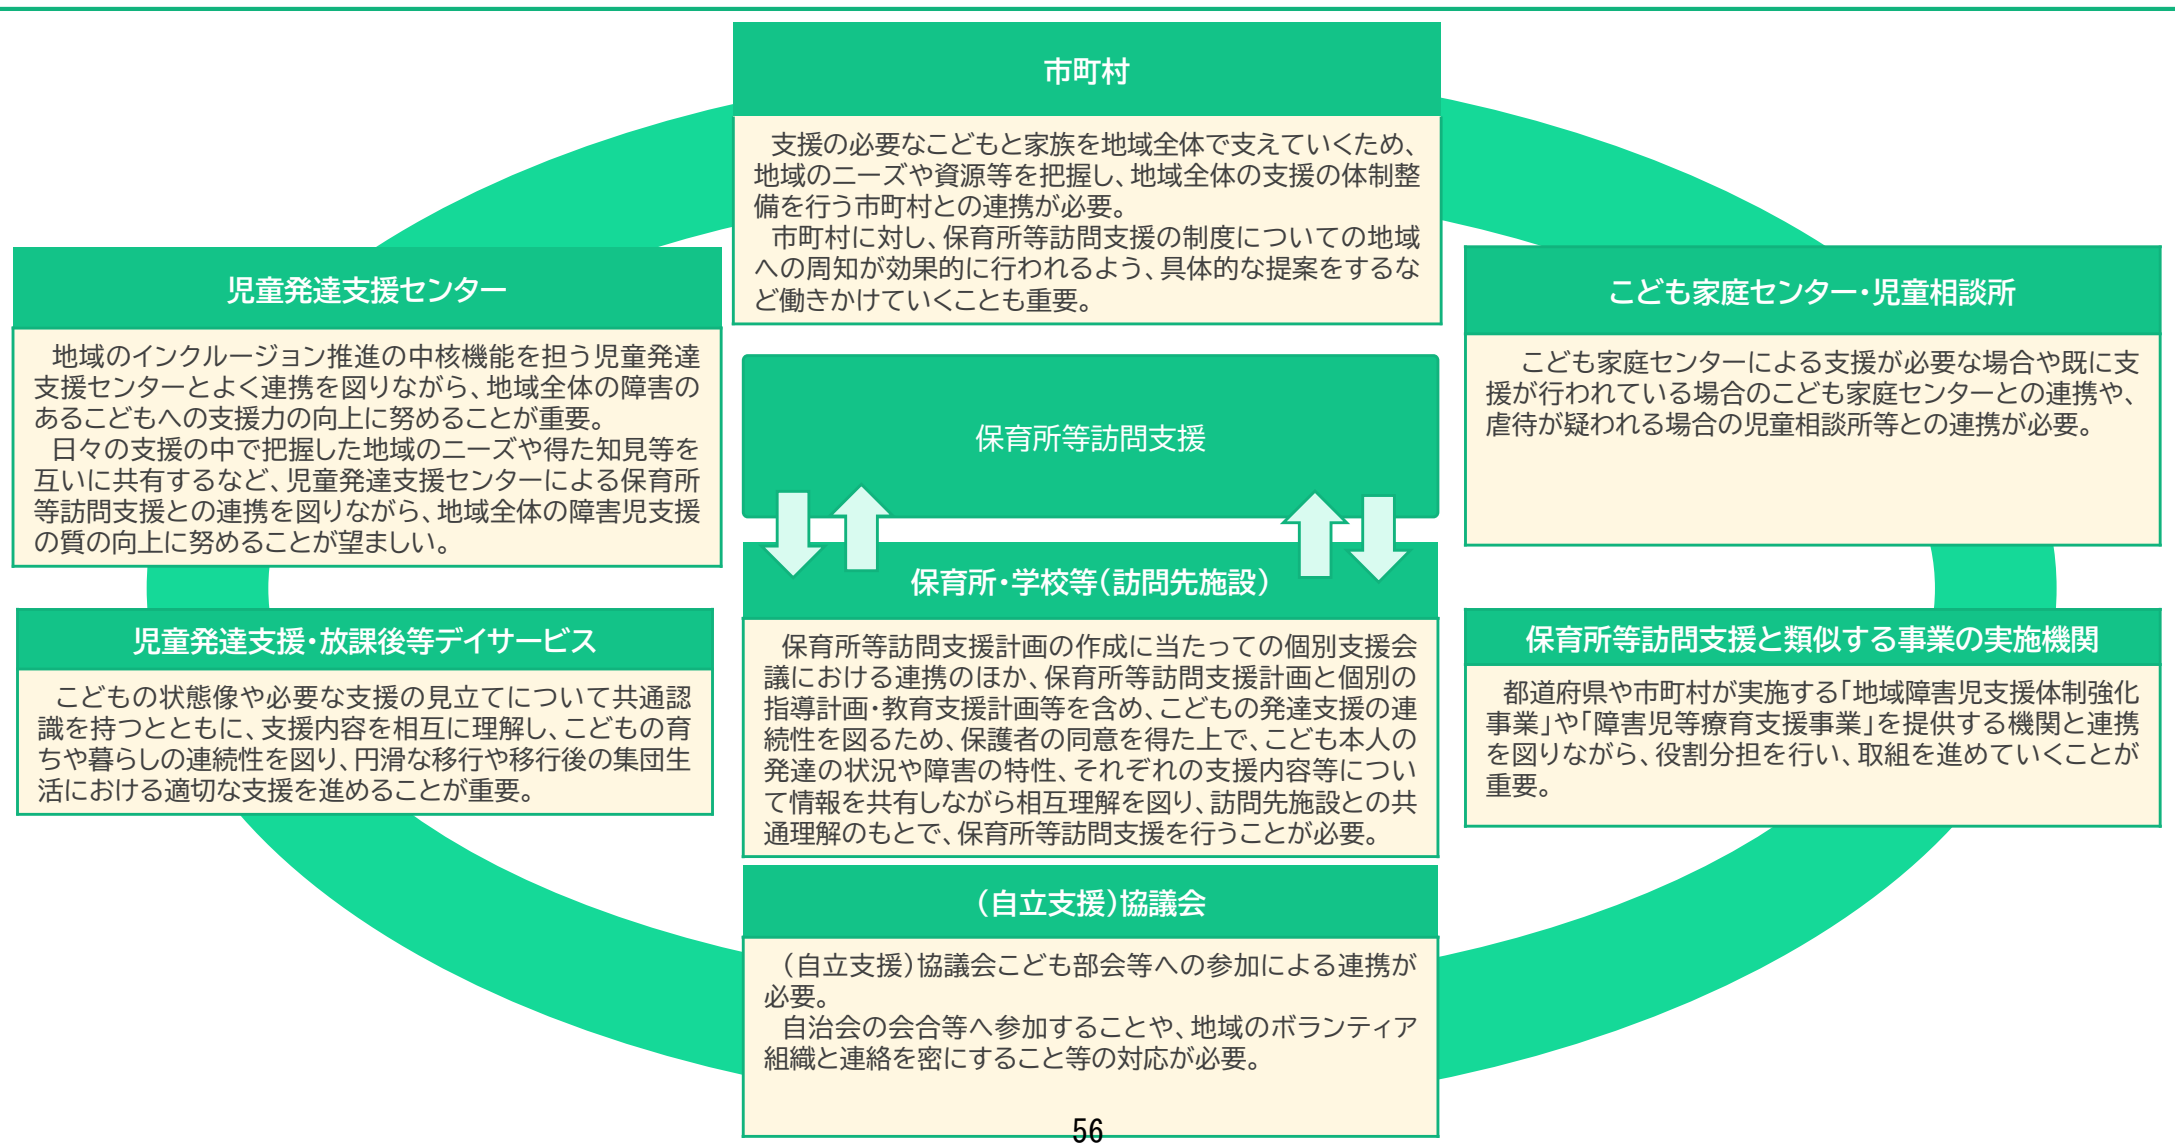 市町村
支援の必要なこどもと家族を地域全体で支えていくため、
地域のニーズや資源等を把握し、地域全体の支援の体制整
備を行う市町村との連携が必要。
市町村に対し、保育所等訪問支援の制度についての地域
への周知が効果的に行われるよう、具体的な提案をするな
ど働きかけていくことも重要。
児童発達支援センター
地域のインクルージョン推進の中核機能を担う児童発達
支援センターとよく連携を図りながら、地域全体の障害の
あるこどもへの支援力の向上に努めることが重要。
日々の支援の中で把握した地域のニーズや得た知見等を
互いに共有するなど、児童発達支援センターによる保育所
等訪問支援との連携を図りながら、地域全体の障害児支援
の質の向上に努めることが望ましい。
こども家庭センター・児童相談所
こども家庭センターによる支援が必要な場合や既に支
援が行われている場合のこども家庭センターとの連携や、
虐待が疑われる場合の児童相談所等との連携が必要。
保育所等訪問支援
保育所・学校等（訪問先施設）
保育所等訪問支援計画の作成に当たっての個別支援会
議における連携のほか、保育所等訪問支援計画と個別の
指導計画・教育支援計画等を含め、こどもの発達支援の連
続性を図るため、保護者の同意を得た上で、こども本人の
発達の状況や障害の特性、それぞれの支援内容等につい
て情報を共有しながら相互理解を図り、訪問先施設との共
通理解のもとで、保育所等訪問支援を行うことが必要。
児童発達支援・放課後等デイサービス
こどもの状態像や必要な支援の見立てについて共通認
識を持つとともに、支援内容を相互に理解し、こどもの育
ちや暮らしの連続性を図り、円滑な移行や移行後の集団生
活における適切な支援を進めることが重要。
保育所等訪問支援と類似する事業の実施機関
都道府県や市町村が実施する「地域障害児支援体制強化
事業」や「障害児等療育支援事業」を提供する機関と連携
を図りながら、役割分担を行い、取組を進めていくことが
重要。
（自立支援）協議会
（自立支援）協議会こども部会等への参加による連携が
必要。
自治会の会合等へ参加することや、地域のボランティア
組織と連絡を密にすること等の対応が必要。
56